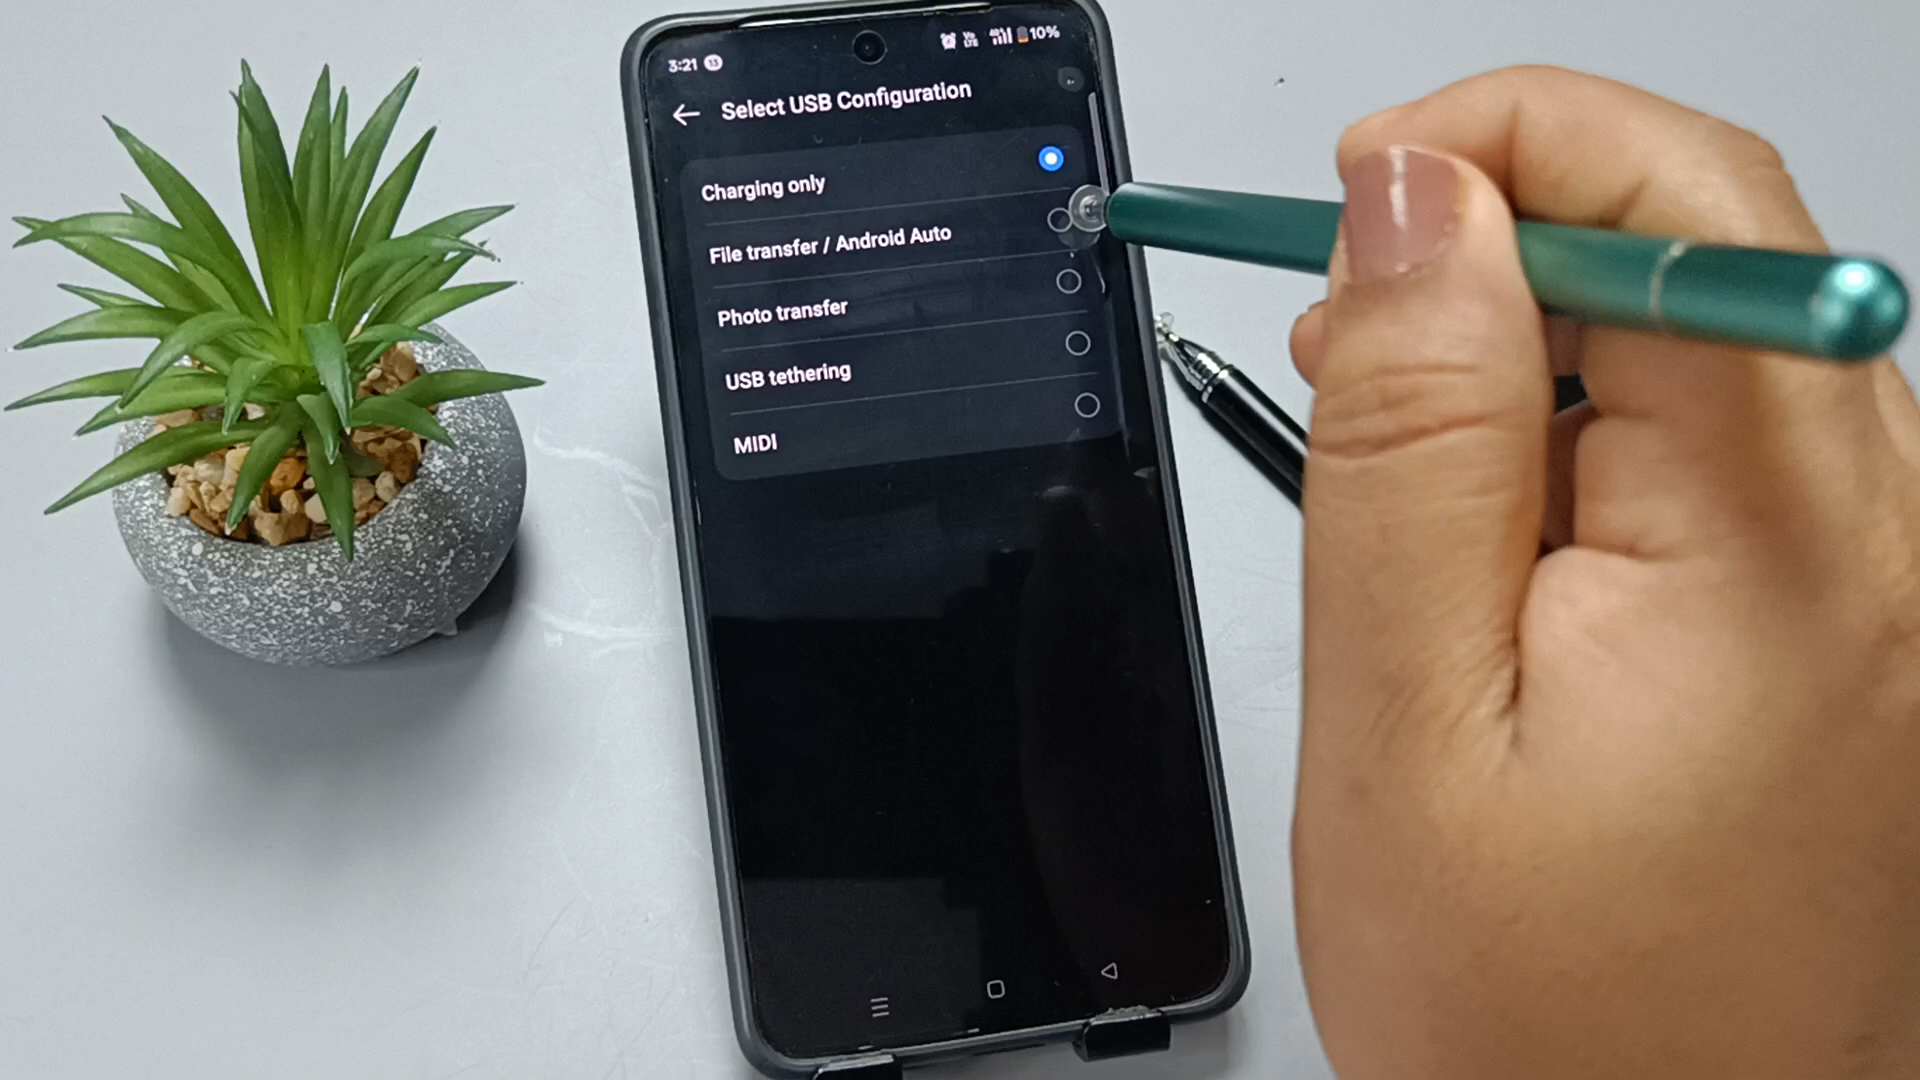 3:21
10%
Select USB Configuration
Charging only
File transfer / Android Auto
Photo transfer
USB tethering
MIDI